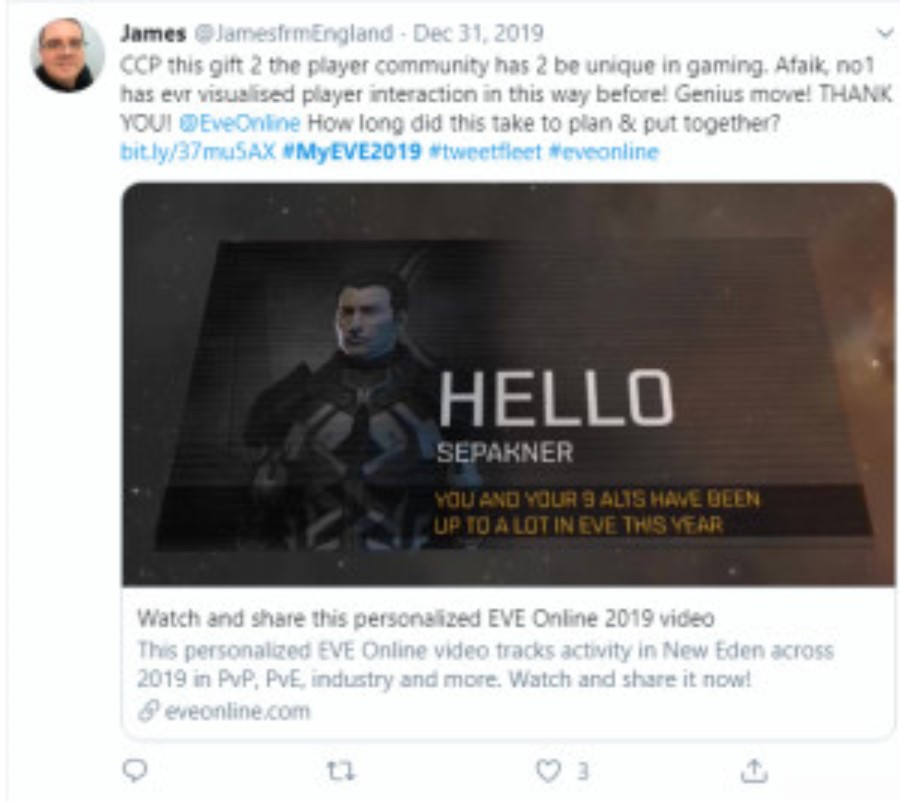 James @JamesfrmEngland · Dec 31, 2019
CCP this gift 2 the player community has 2 be unique in gaming. Afaik, no1
has evr visualised player interaction in this way before! Genius move! THANK
YOU! @EveOnline How long did this take to plan & put together?
bit.ly/37mu5AX #MyEVE2019 #tweetfleet #eveonline
HELLO
SEPAKNER
YOU AND YOUR 9 ALTS HAVE BEEN
UP TO A LOT IN EVE THIS YEAR
Watch and share this personalized EVE Online 2019 video
This personalized EVE Online video tracks activity in New Eden across
2019 in PvP, PvE, industry and more. Watch and share it now!
eveonline.com
3